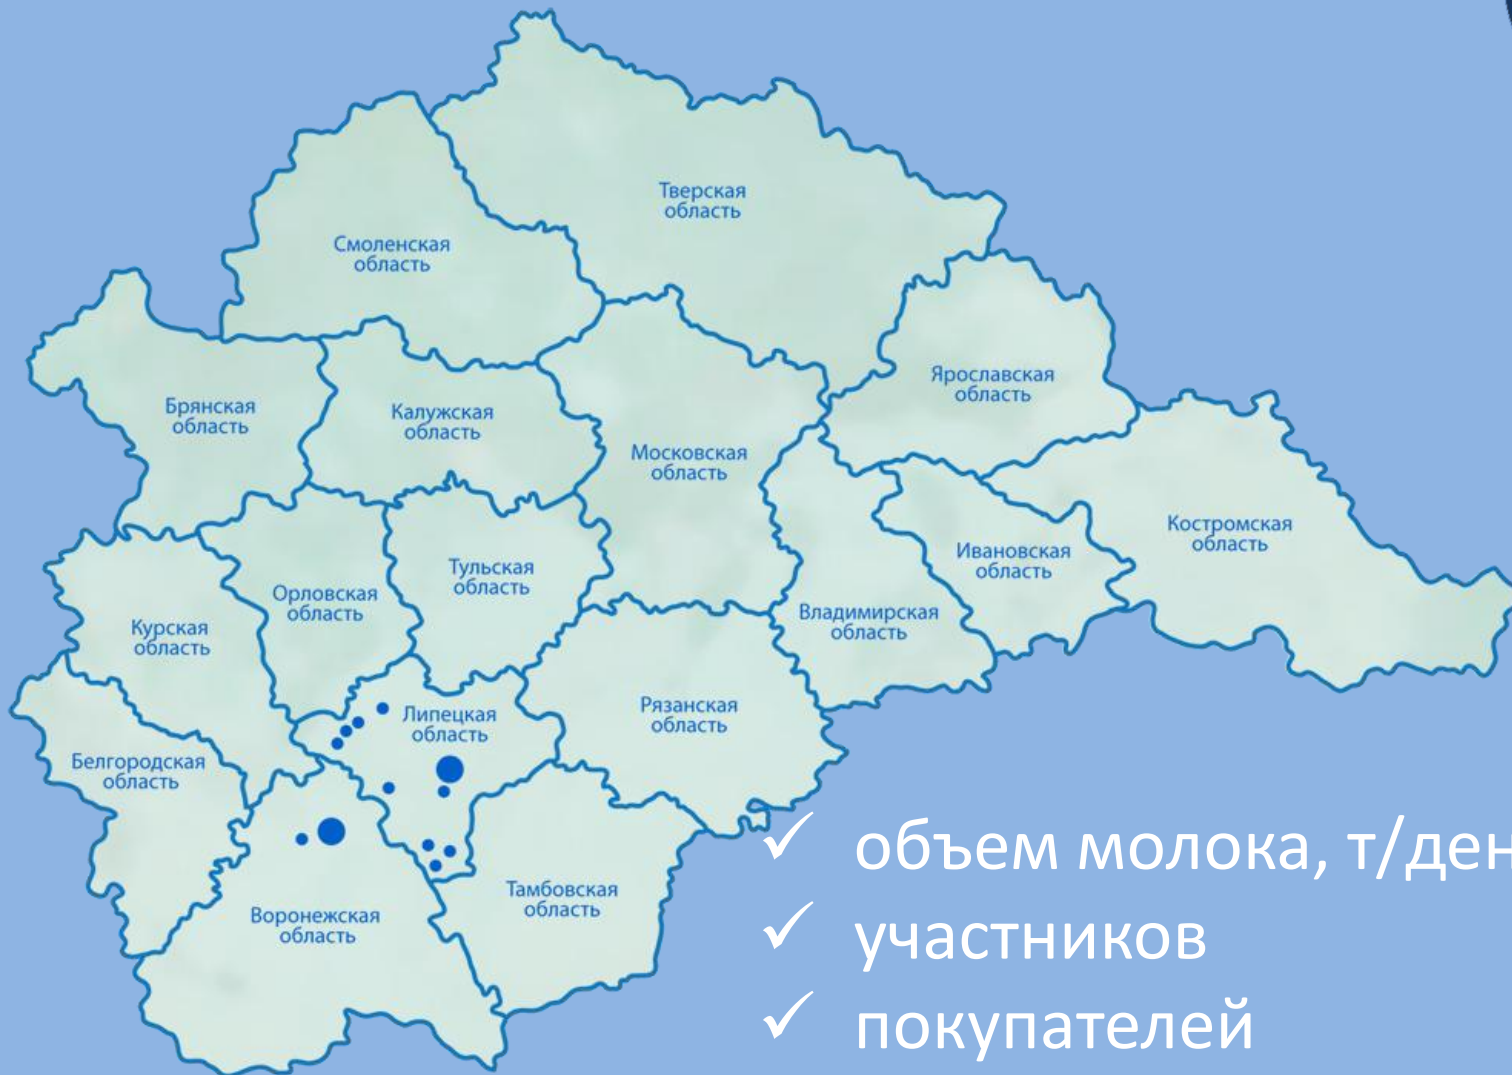 Тверская
область
Смоленская
область
Ярославская
область
Брянская
область
Калужская
область
Московская
область
Костромская
область
Ивановская
область
Тульская
область
Орловская
область
Владимирская
область
Курская
область
Рязанская
область
Липецкая
область
Белгородская
область
Тамбовская
область
Воронежская
область
✓ объем молока, т/ден
✓ участников
✓ покупателей